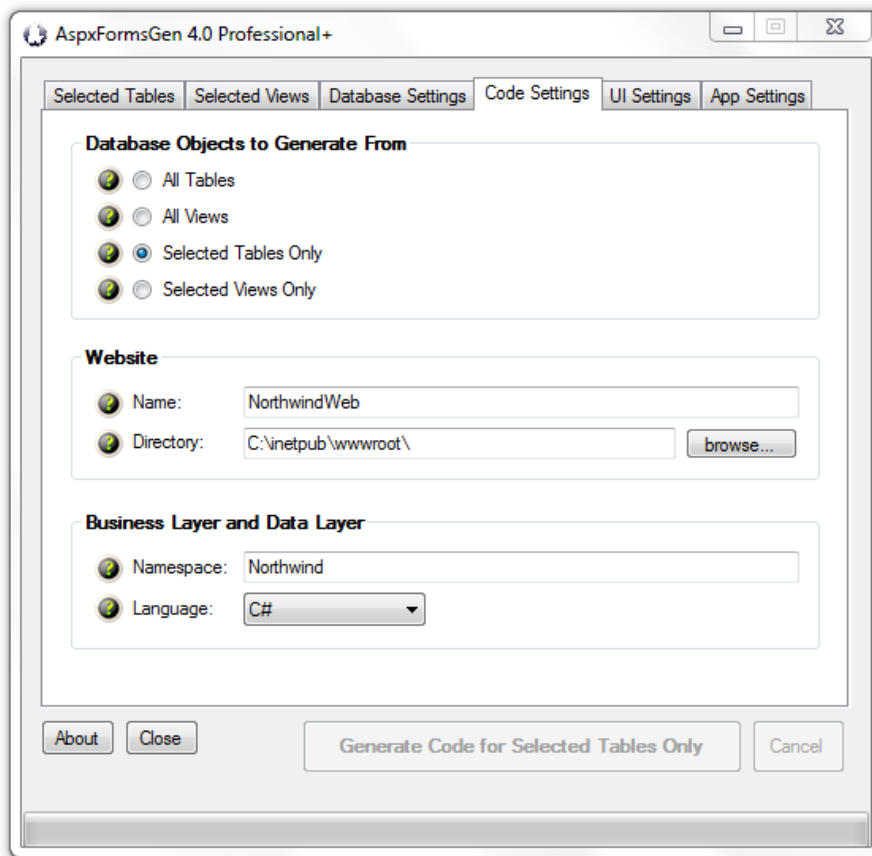 AspxFormsGen 4.0 Professional+
Selected Tables Selected Views Database Settings Code Settings UI Settings App Settings
Database Objects to Generate From
? All Tables
? All Views
? Selected Tables Only
? Selected Views Only
Website
? Name: NorthwindWeb
? Directory: C:\inetpub\wwwroot\ browse...
Business Layer and Data Layer
? Namespace: Northwind
? Language: C#
About Close Generate Code for Selected Tables Only Cancel